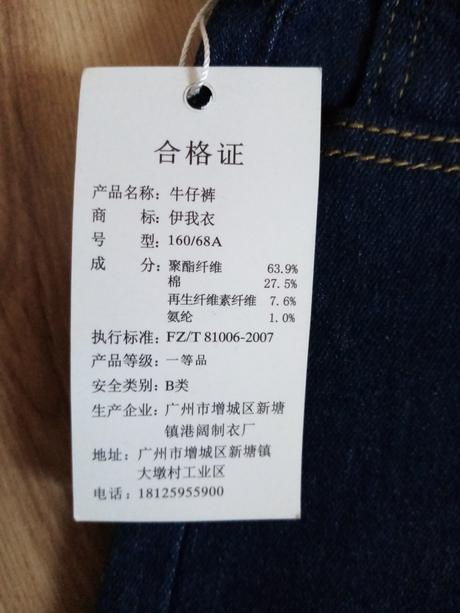 合格证
产品名称：牛仔裤
商 标：伊我衣
号 型：160/68A
成 分：聚酯纤维 63.9%
棉 27.5%
再生纤维素纤维 7.6%
氨纶 1.0%
执行标准：FZ/T 81006-2007
产品等级：一等品
安全类别：B类
生产企业：广州市增城区新塘
镇港阔制衣厂
地址：广州市增城区新塘镇
大墩村工业区
电话：18125955900